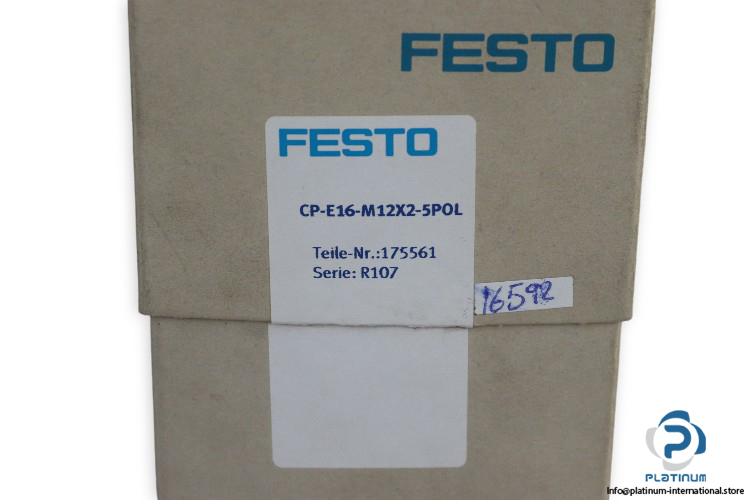 FESTO
FESTO
CP-E16-M12X2-5POL
Teile-Nr.:175561
Serie: R107
16592
PLATINUM
Info@platinum-international.store